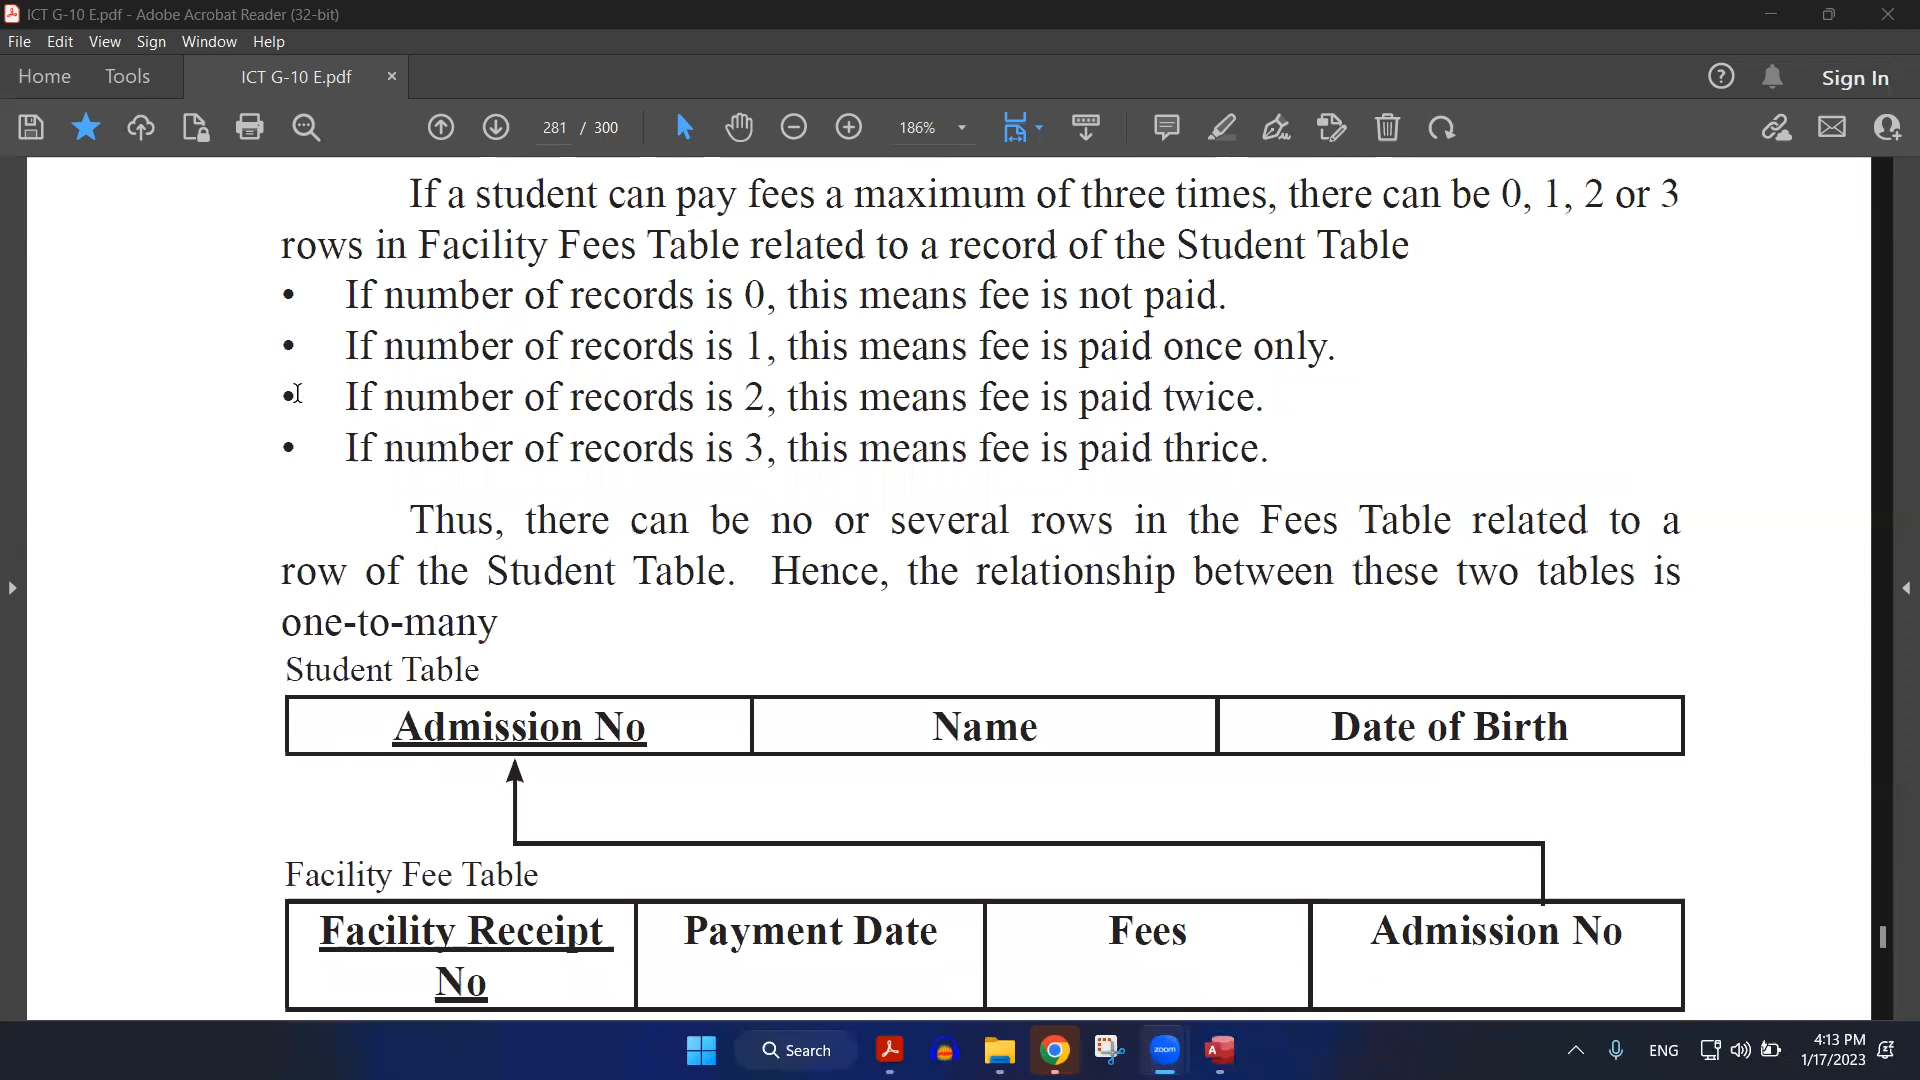 ICT G-10 E.pdf - Adobe Acrobat Reader (32-bit)
File Edit View Sign Window Help
Home Tools ICT G-10 E.pdf × Sign In
281 / 300 186%
If a student can pay fees a maximum of three times, there can be 0, 1, 2 or 3
rows in Facility Fees Table related to a record of the Student Table
• If number of records is 0, this means fee is not paid.
• If number of records is 1, this means fee is paid once only.
• If number of records is 2, this means fee is paid twice.
• If number of records is 3, this means fee is paid thrice.
Thus, there can be no or several rows in the Fees Table related to a
row of the Student Table. Hence, the relationship between these two tables is
one-to-many
Student Table
Admission No Name Date of Birth
Facility Fee Table
Facility Receipt Payment Date Fees Admission No
No
Search zoom ENG 4:13 PM
1/17/2023